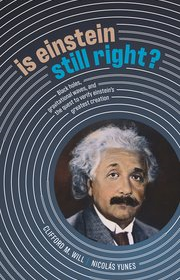 is einstein
still right?
Black holes,
gravitational waves, and
the quest to verify einstein's
greatest creation
CLIFFORD M. WILL
NICOLÁS YUNES